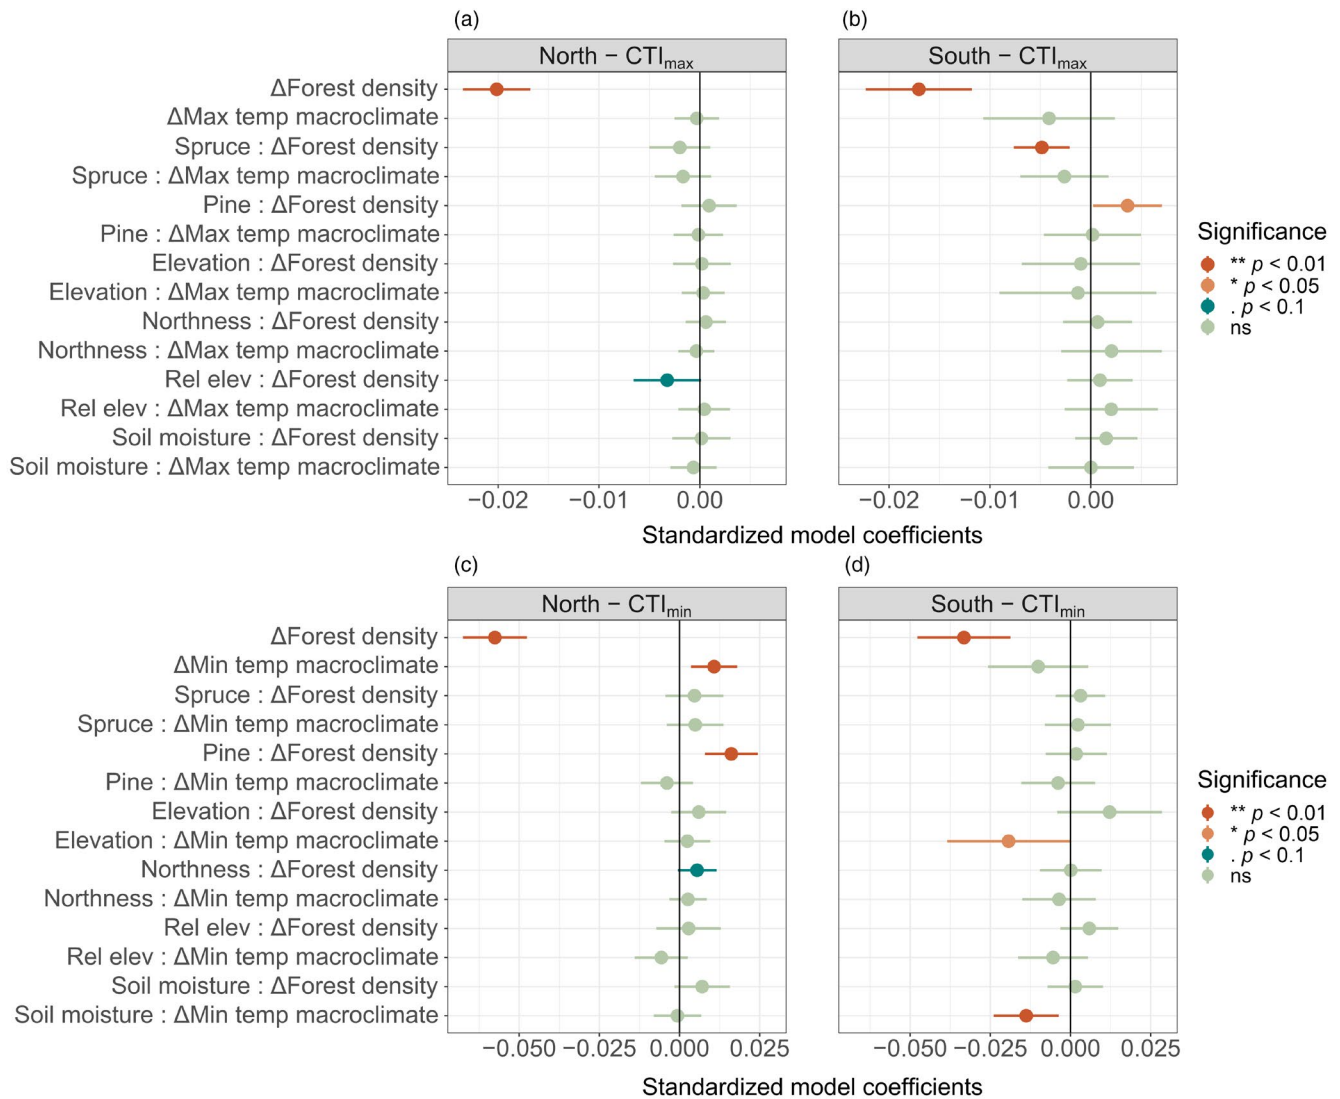 (a)
(b)
North − CTImax
South − CTImax
ΔForest density
ΔMax temp macroclimate
Spruce : ΔForest density
Spruce : ΔMax temp macroclimate
Pine : ΔForest density
Pine : ΔMax temp macroclimate
Elevation : ΔForest density
Elevation : ΔMax temp macroclimate
Northness : ΔForest density
Northness : ΔMax temp macroclimate
Rel elev : ΔForest density
Rel elev : ΔMax temp macroclimate
Soil moisture : ΔForest density
Soil moisture : ΔMax temp macroclimate
−0.02 −0.01 0.00
−0.02 −0.01 0.00
Standardized model coefficients
Significance
** p < 0.01
* p < 0.05
. p < 0.1
ns
(c)
(d)
North − CTImin
South − CTImin
ΔForest density
ΔMin temp macroclimate
Spruce : ΔForest density
Spruce : ΔMin temp macroclimate
Pine : ΔForest density
Pine : ΔMin temp macroclimate
Elevation : ΔForest density
Elevation : ΔMin temp macroclimate
Northness : ΔForest density
Northness : ΔMin temp macroclimate
Rel elev : ΔForest density
Rel elev : ΔMin temp macroclimate
Soil moisture : ΔForest density
Soil moisture : ΔMin temp macroclimate
−0.050 −0.025 0.000 0.025
−0.050 −0.025 0.000 0.025
Standardized model coefficients
Significance
** p < 0.01
* p < 0.05
. p < 0.1
ns